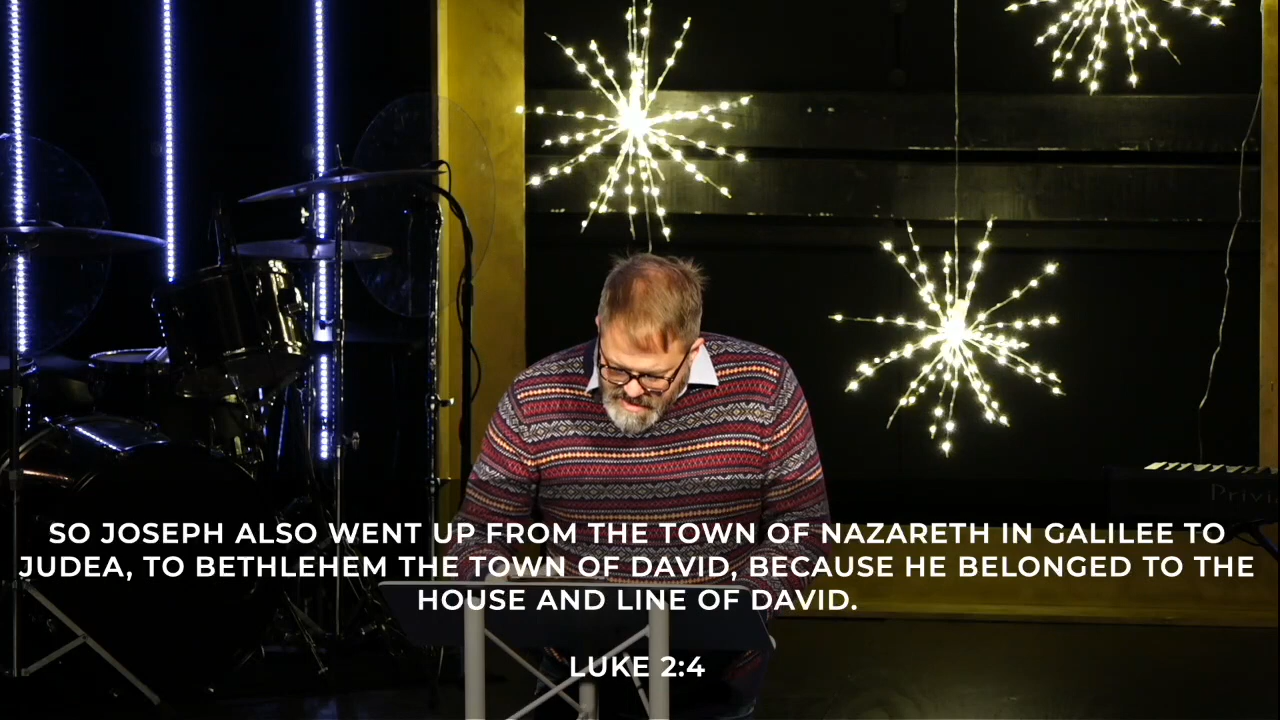 SO JOSEPH ALSO WENT UP FROM THE TOWN OF NAZARETH IN GALILEE TO
JUDEA, TO BETHLEHEM THE TOWN OF DAVID, BECAUSE HE BELONGED TO THE
HOUSE AND LINE OF DAVID.
LUKE 2:4